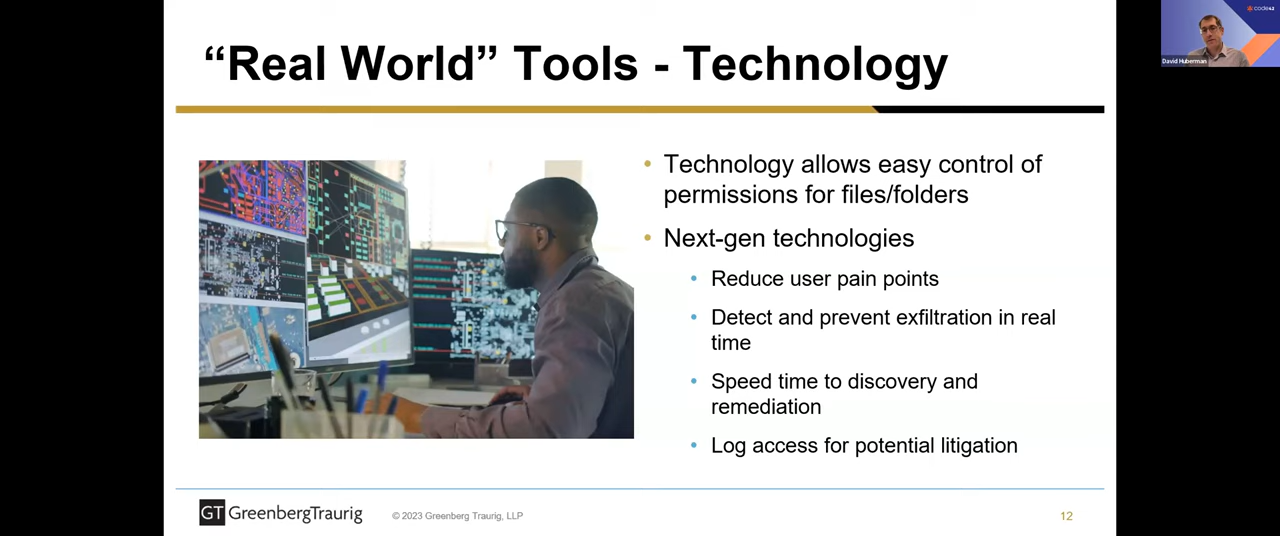 “Real World” Tools - Technology
code42
David Huberman
• Technology allows easy control of
permissions for files/folders
• Next-gen technologies
• Reduce user pain points
• Detect and prevent exfiltration in real
time
• Speed time to discovery and
remediation
• Log access for potential litigation
GT GreenbergTraurig
© 2023 Greenberg Traurig, LLP
12